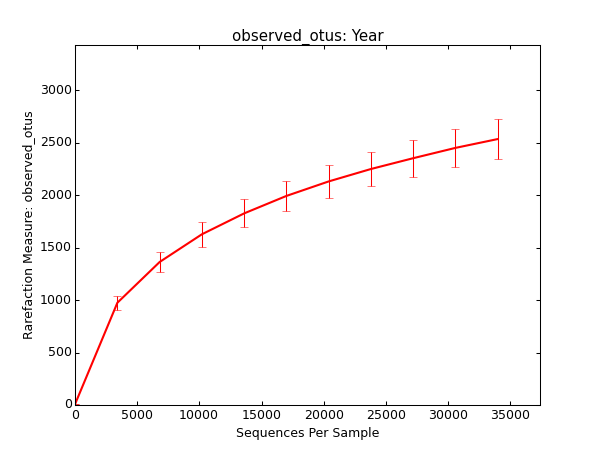 observed_otus: Year
Rarefaction Measure: observed_otus
3000
2500
2000
1500
1000
500
0
0 5000 10000 15000 20000 25000 30000 35000
Sequences Per Sample